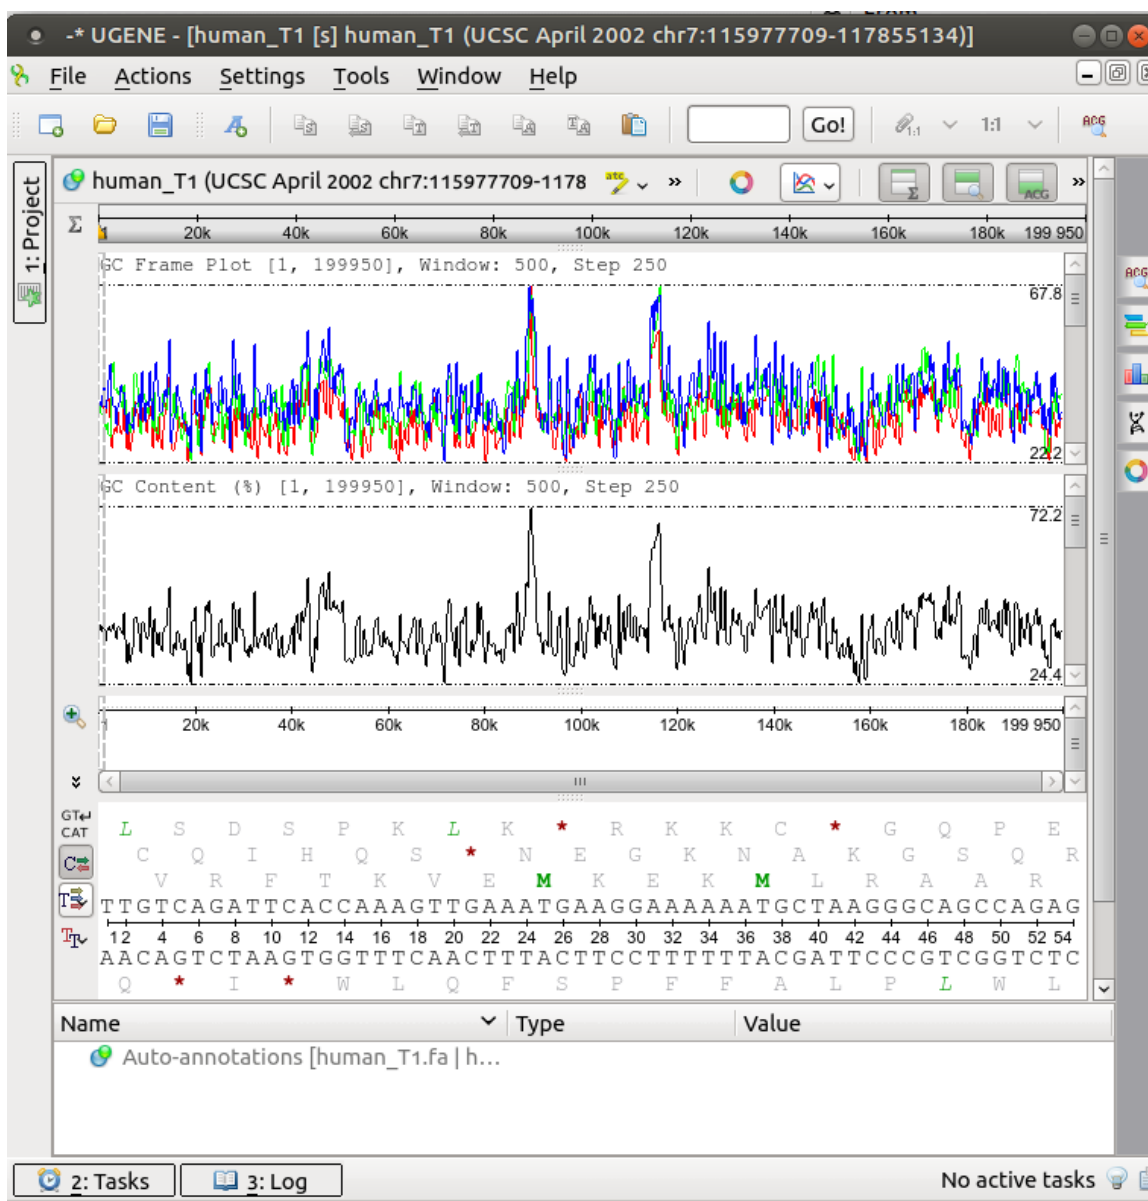 -* UGENE - [human_T1 [s] human_T1 (UCSC April 2002 chr7:115977709-117855134)]
File Actions Settings Tools Window Help
Go! 1:1
1: Project
human_T1 (UCSC April 2002 chr7:115977709-1178
Σ 1 20k 40k 60k 80k 100k 120k 140k 160k 180k 199 950
GC Frame Plot [1, 199950], Window: 500, Step 250
67.8
22.2
GC Content (%) [1, 199950], Window: 500, Step 250
72.2
24.4
1 20k 40k 60k 80k 100k 120k 140k 160k 180k 199 950
L S D S P K L K * R K K C * G Q P E
C Q I H Q S * N E G K N A K G S Q R
V R F T K V E M K E K M L R A A R
TTGTCAGATTCACCAAAGTTGAAATGAAGGAAAAAATGCTAAGGGCAGCCAGAG
1 2 4 6 8 10 12 14 16 18 20 22 24 26 28 30 32 34 36 38 40 42 44 46 48 50 52 54
AACAGTCTAAGTGGTTTCAACTTTACTTCCTTTTTTACGATTCCCGTCGGTCTC
Q * I * W L Q F S P F F A L P L W L
Name Type Value
Auto-annotations [human_T1.fa | h...
2: Tasks 3: Log No active tasks